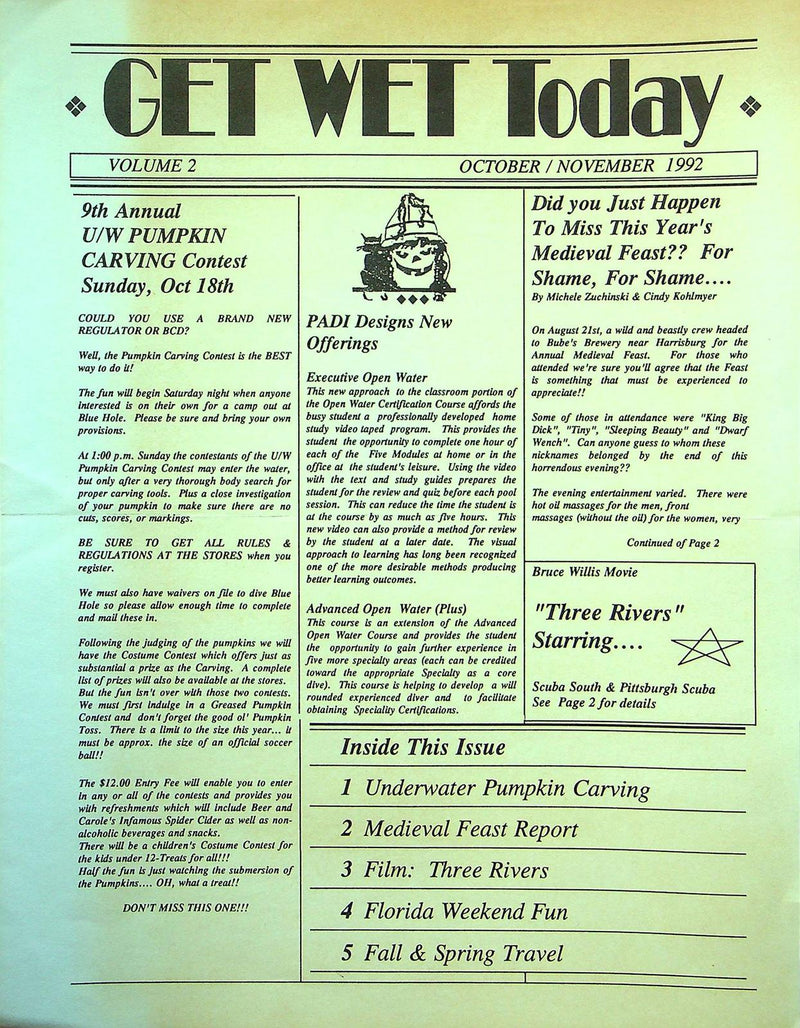 GET WET Today
VOLUME 2
OCTOBER / NOVEMBER 1992
9th Annual
U/W PUMPKIN
CARVING Contest
Sunday, Oct 18th
COULD YOU USE A BRAND NEW
REGULATOR OR BCD?
Well, the Pumpkin Carving Contest is the BEST
way to do it!
The fun will begin Saturday night when anyone
interested is on their own for a camp out at
Blue Hole. Please be sure and bring your own
provisions.
At 1:00 p.m. Sunday the contestants of the U/W
Pumpkin Carving Contest may enter the water,
but only after a very thorough body search for
proper carving tools. Plus a close investigation
of your pumpkin to make sure there are no
cuts, scores, or markings.
BE SURE TO GET ALL RULES &
REGULATIONS AT THE STORES when you
register.
We must also have waivers on file to dive Blue
Hole so please allow enough time to complete
and mail these in.
Following the judging of the pumpkins we will
have the Costume Contest which offers just as
substantial a prize as the Carving. A complete
list of prizes will also be available at the stores.
But the fun isn't over with those two contests.
We must first indulge in a Greased Pumpkin
Contest and don't forget the good ol' Pumpkin
Toss. There is a limit to the size this year... it
must be approx. the size of an official soccer
ball!!
The $12.00 Entry Fee will enable you to enter
in any or all of the contests and provides you
with refreshments which will include Beer and
Carole's Infamous Spider Cider as well as non-
alcoholic beverages and snacks.
There will be a children's Costume Contest for
the kids under 12-Treats for all!!!
Half the fun is just watching the submersion of
the Pumpkins.... OH, what a treat!!
DON'T MISS THIS ONE!!!
PADI Designs New
Offerings
Executive Open Water
This new approach to the classroom portion of
the Open Water Certification Course affords the
busy student a professionally developed home
study video taped program. This provides the
student the opportunity to complete one hour of
each of the Five Modules at home or in the
office at the student's leisure. Using the video
with the text and study guides prepares the
student for the review and quiz before each pool
session. This can reduce the time the student is
at the course by as much as five hours. This
new video can also provide a method for review
by the student at a later date. The visual
approach to learning has long been recognized
one of the more desirable methods producing
better learning outcomes.
Advanced Open Water (Plus)
This course is an extension of the Advanced
Open Water Course and provides the student
the opportunity to gain further experience in
five more specialty areas (each can be credited
toward the appropriate Specialty as a core
dive). This course is helping to develop a will
rounded experienced diver and to facilitate
obtaining Speciality Certifications.
Did you Just Happen
To Miss This Year's
Medieval Feast?? For
Shame, For Shame....
By Michele Zuchinski & Cindy Kohlmyer
On August 21st, a wild and beastly crew headed
to Bube's Brewery near Harrisburg for the
Annual Medieval Feast. For those who
attended we're sure you'll agree that the Feast
is something that must be experienced to
appreciate!!
Some of those in attendance were "King Big
Dick", "Tiny", "Sleeping Beauty" and "Dwarf
Wench". Can anyone guess to whom these
nicknames belonged by the end of this
horrendous evening??
The evening entertainment varied. There were
hot oil massages for the men, front
massages (without the oil) for the women, very
Continued of Page 2
Bruce Willis Movie
"Three Rivers"
Starring....
Scuba South & Pittsburgh Scuba
See Page 2 for details
Inside This Issue
1 Underwater Pumpkin Carving
2 Medieval Feast Report
3 Film: Three Rivers
4 Florida Weekend Fun
5 Fall & Spring Travel